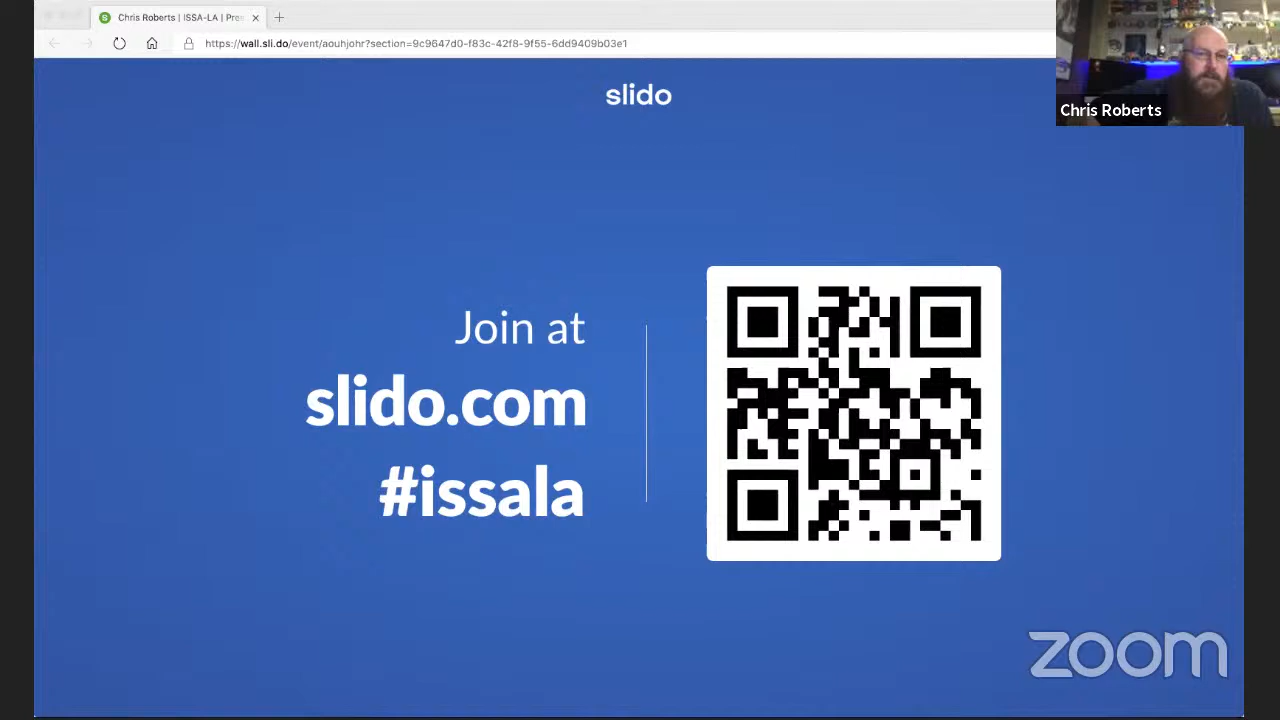 Chris Roberts | ISSA-LA | Pre
https://wall.sli.do/event/aouhjohr?section=9c9647d0-f83c-42f8-9f55-6dd9409b03e1
Chris Roberts
slido
Join at
slido.com
#issala
zoom